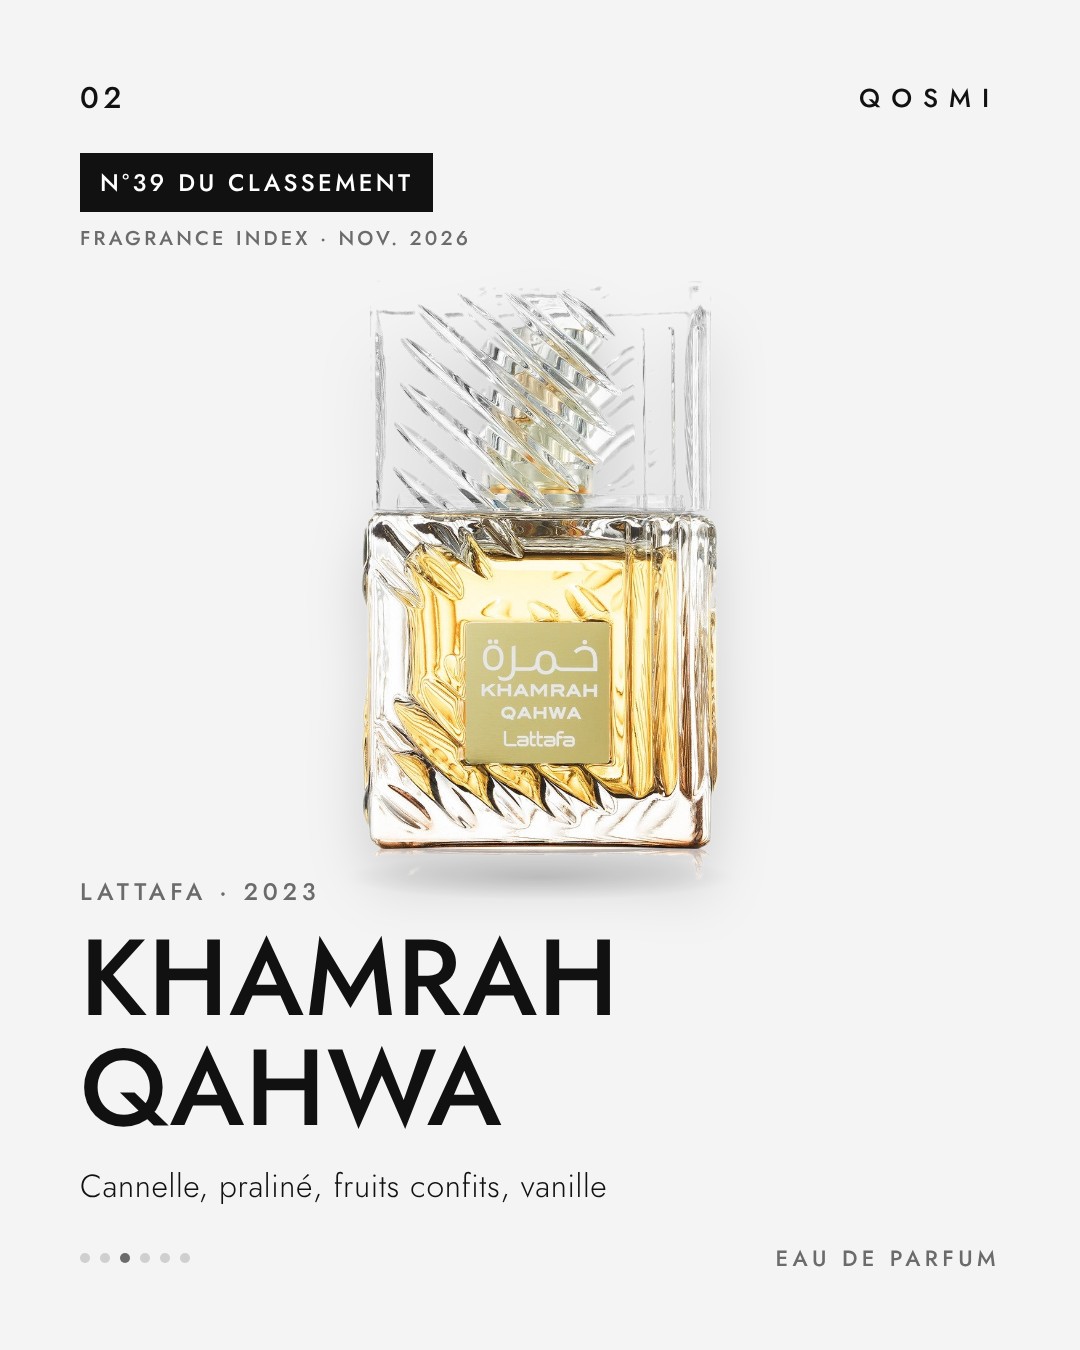 02
QOSMI
N°39 DU CLASSEMENT
FRAGRANCE INDEX · NOV. 2026
خمرة
KHAMRAH
QAHWA
Lattafa
LATTAFA · 2023
KHAMRAH
QAHWA
Cannelle, praliné, fruits confits, vanille
EAU DE PARFUM